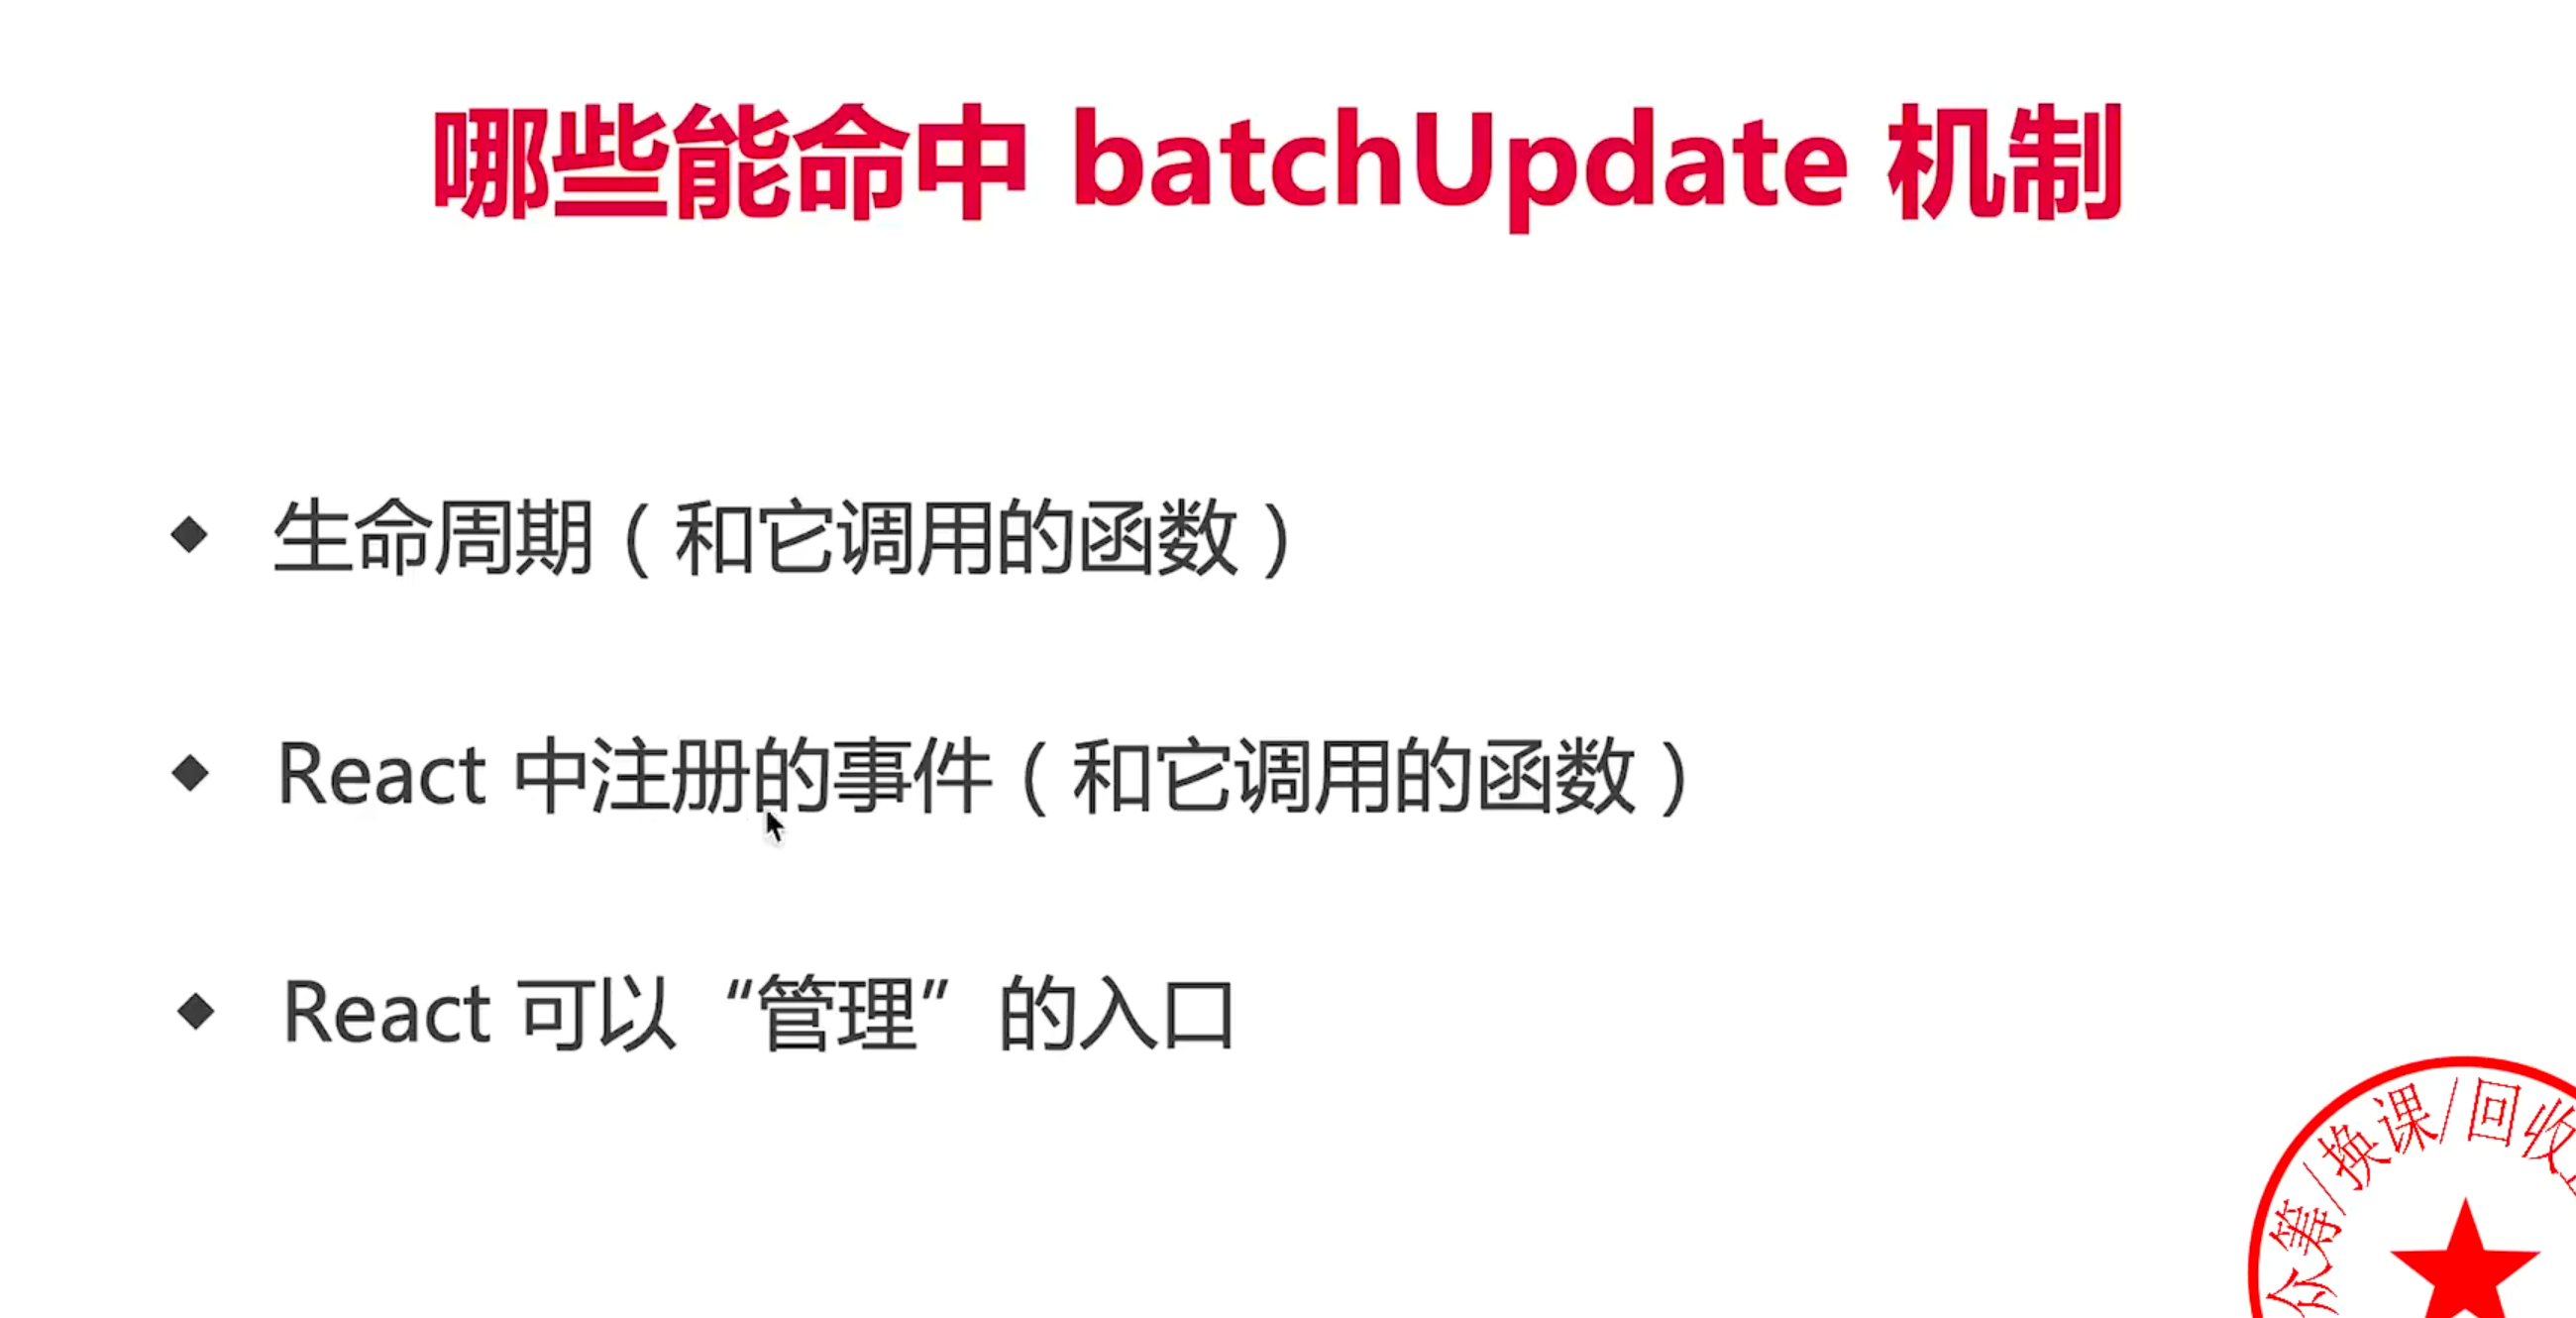 哪些能命中 batchUpdate 机制
生命周期（和它调用的函数）
React 中注册的事件（和它调用的函数）
React 可以“管理”的入口
众筹/换课/回收